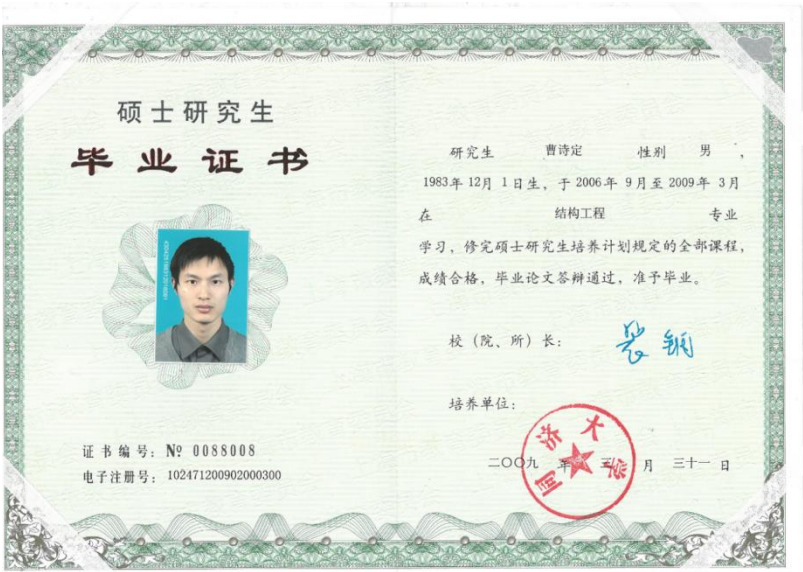 硕士研究生
毕业证书
证书编号：№ 0088008
电子注册号：102471200902000300
研究生 曹诗定 性别 男 ，
1983年 12月 1 日生，于 2006年 9月至 2009年 3月
在 结构工程 专业
学习，修完硕士研究生培养计划规定的全部课程，
成绩合格，毕业论文答辩通过，准予毕业。
校（院、所）长：
培养单位：
同济大学
二〇〇九 年 三 月 三十一 日